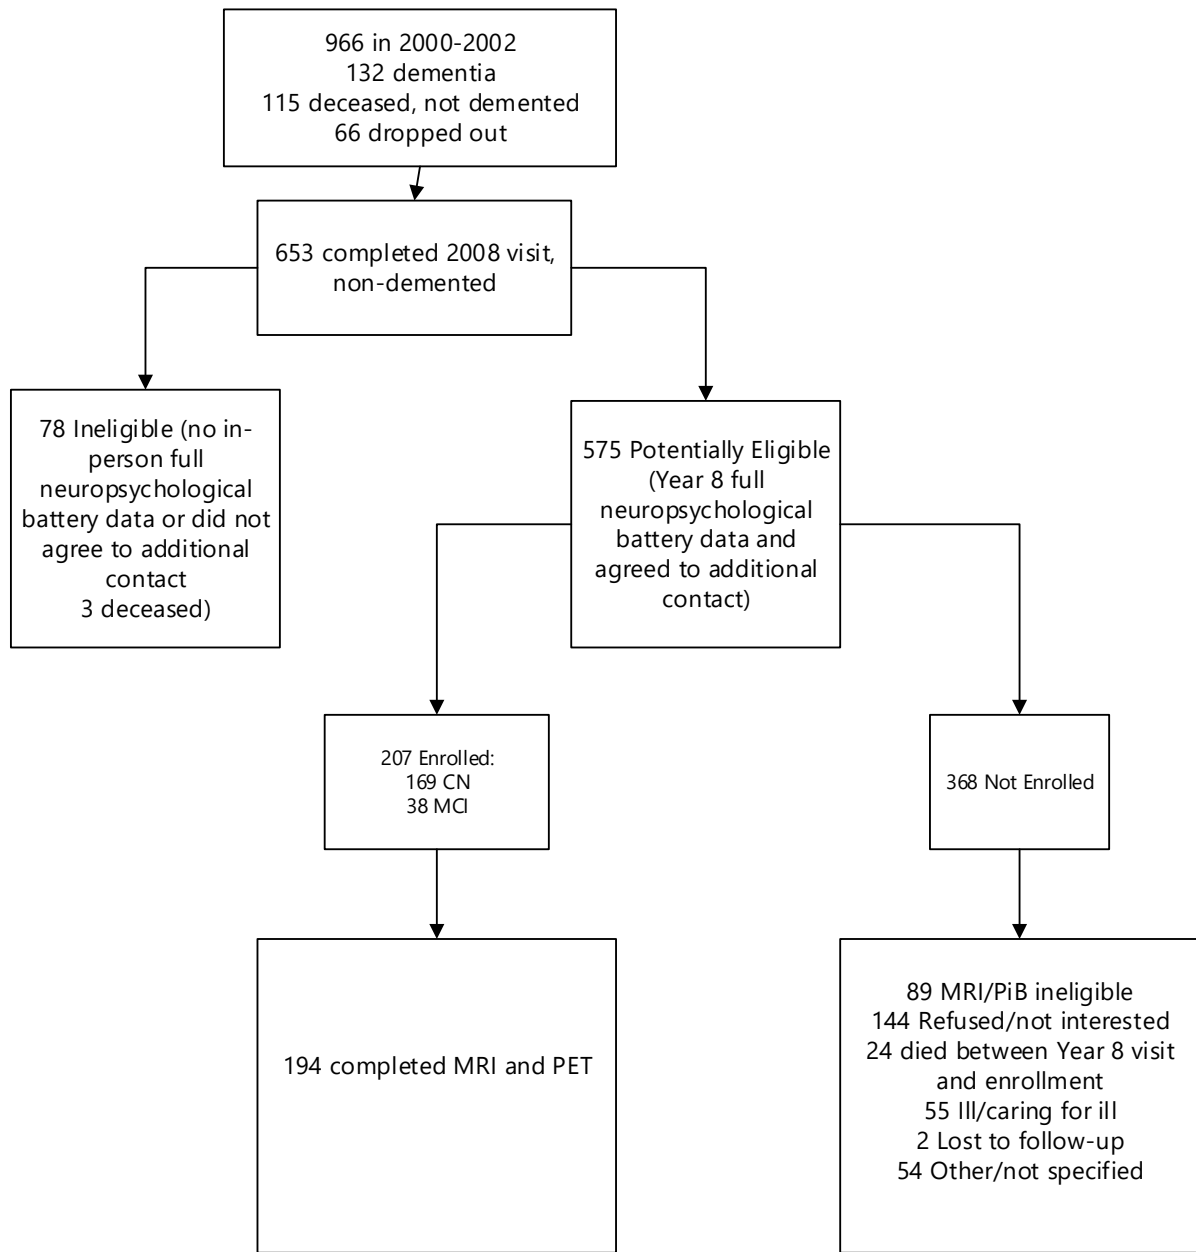 966 in 2000-2002
132 dementia
115 deceased, not demented
66 dropped out
653 completed 2008 visit,
non-demented
78 Ineligible (no in-
person full
neuropsychological
battery data or did not
agree to additional
contact
3 deceased)
575 Potentially Eligible
(Year 8 full
neuropsychological
battery data and
agreed to additional
contact)
207 Enrolled:
169 CN
38 MCI
368 Not Enrolled
194 completed MRI and PET
89 MRI/PiB ineligible
144 Refused/not interested
24 died between Year 8 visit
and enrollment
55 Ill/caring for ill
2 Lost to follow-up
54 Other/not specified